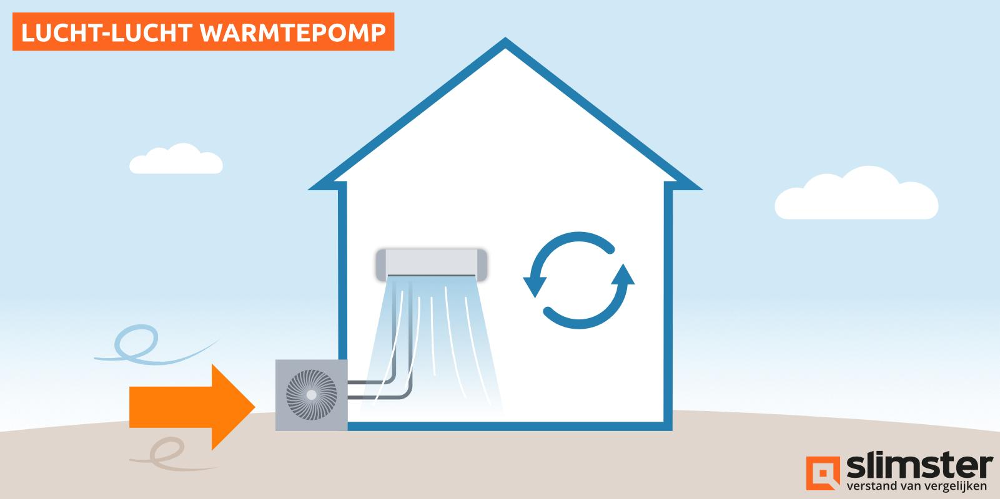 LUCHT-LUCHT WARMTEPOMP
slimster
verstand van vergelijken